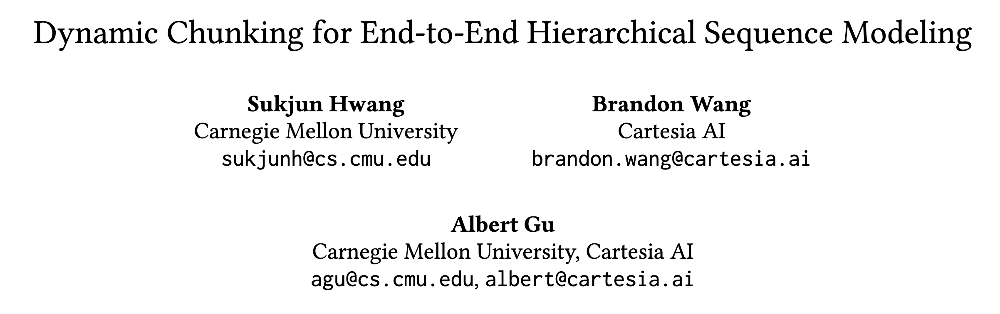 Dynamic Chunking for End-to-End Hierarchical Sequence Modeling
Sukjun Hwang
Carnegie Mellon University
sukjunh@cs.cmu.edu
Brandon Wang
Cartesia AI
brandon.wang@cartesia.ai
Albert Gu
Carnegie Mellon University, Cartesia AI
agu@cs.cmu.edu, albert@cartesia.ai